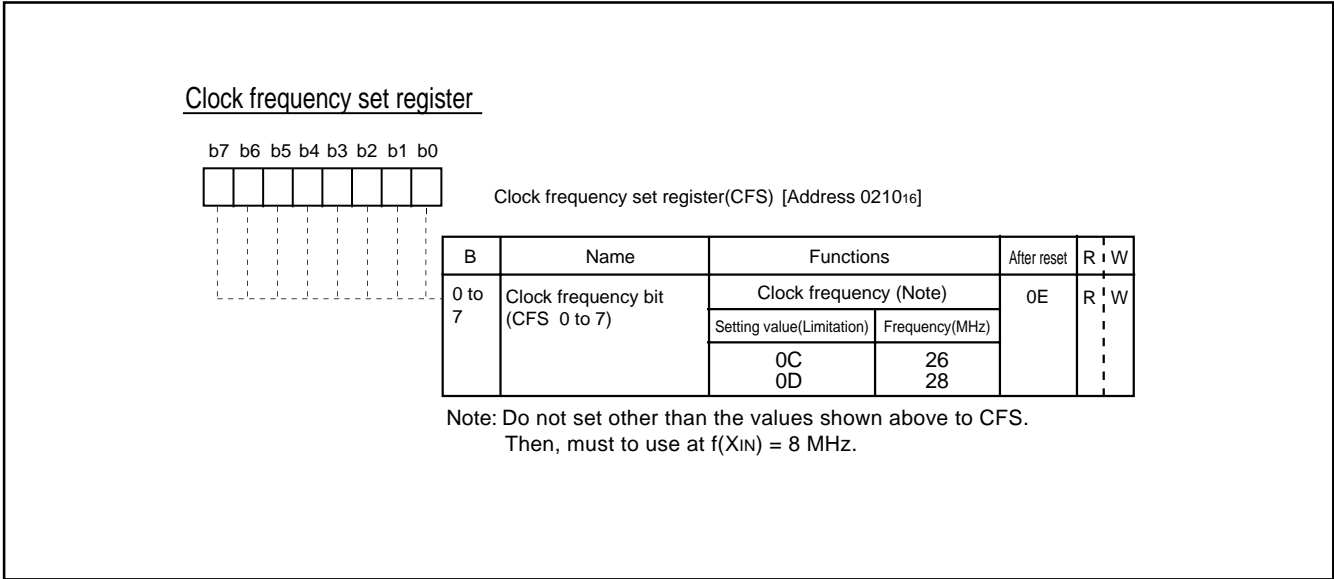 Clock frequency set register
b7 b6 b5 b4 b3 b2 b1 b0
Clock frequency set register(CFS) [Address 021016]
B Name Functions After reset R W
0 to 7 Clock frequency bit (CFS 0 to 7) Clock frequency (Note) 0E R W
Setting value(Limitation) Frequency(MHz)
0C 26
0D 28
Note: Do not set other than the values shown above to CFS.
Then, must to use at f(XIN) = 8 MHz.